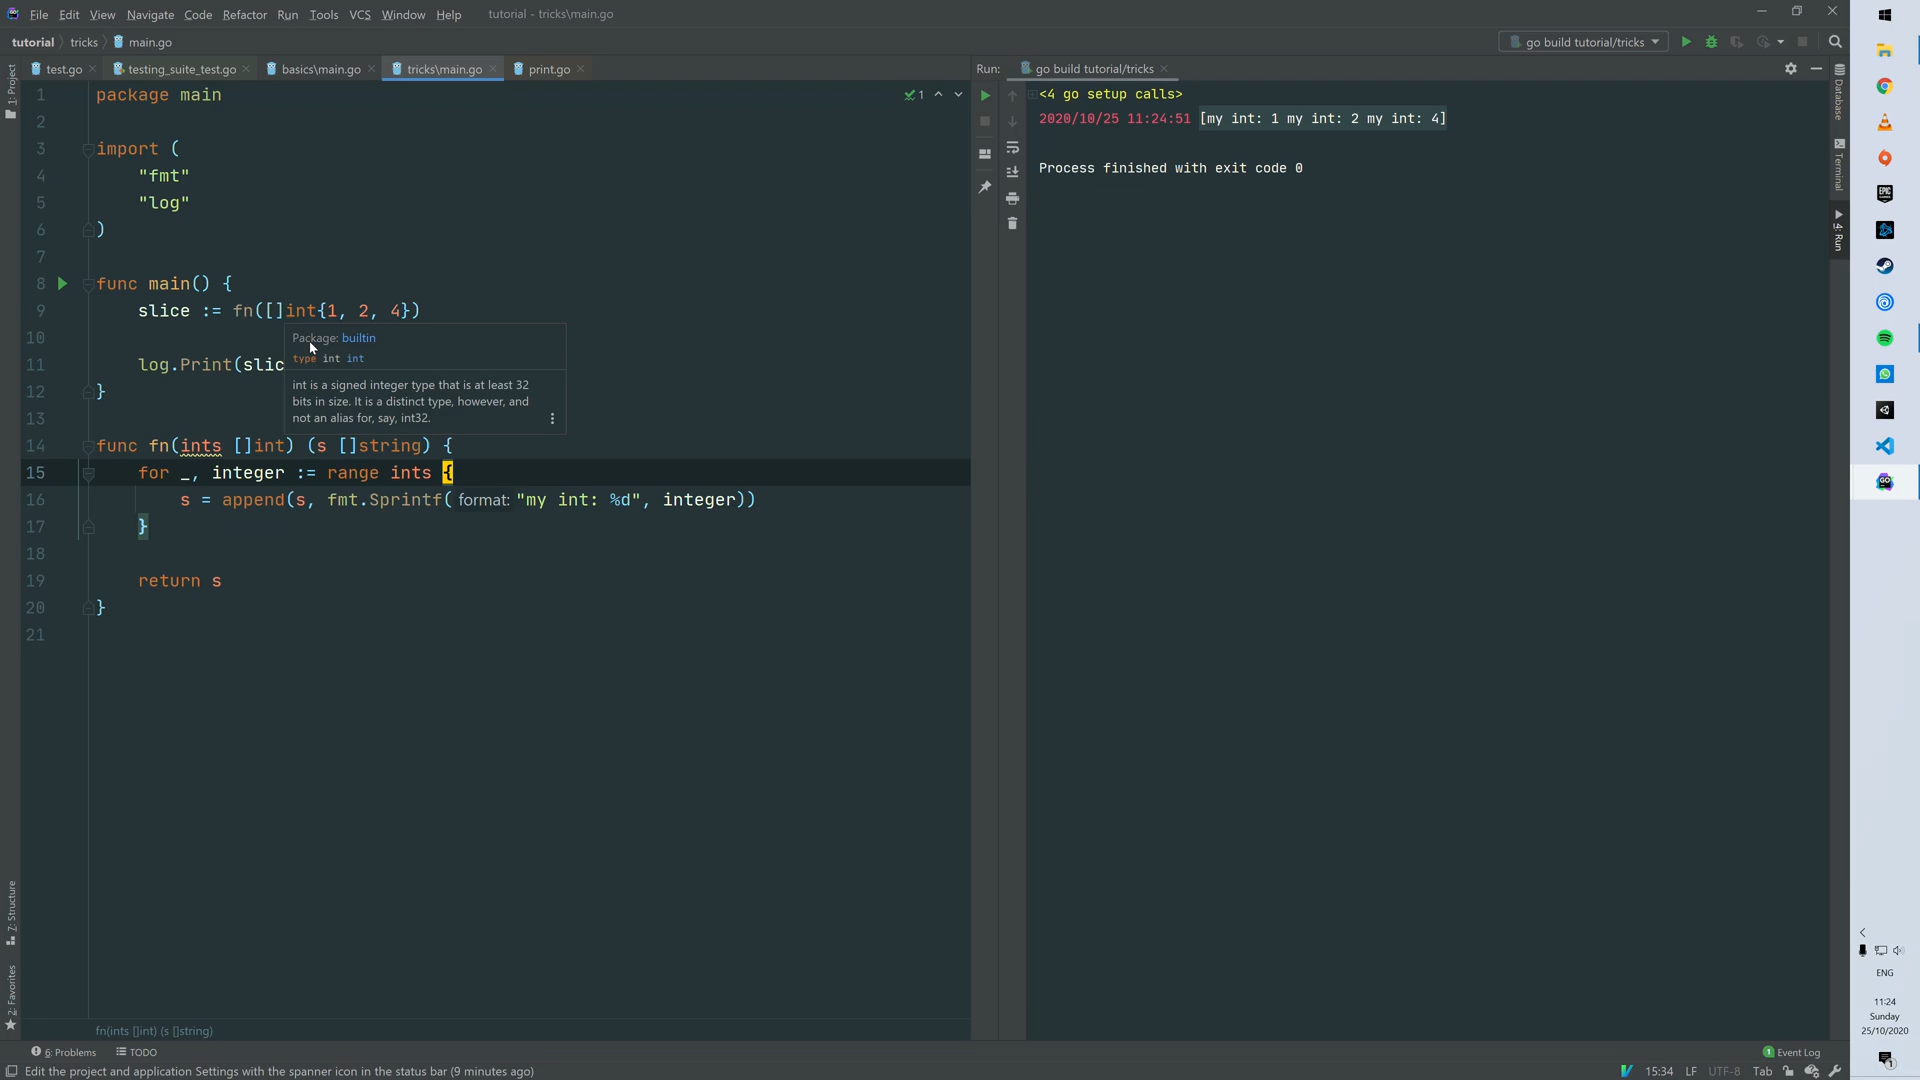 File Edit View Navigate Code Refactor Run Tools VCS Window Help tutorial - tricks\main.go
tutorial tricks main.go
go build tutorial/tricks
test.go testing_suite_test.go basics\main.go tricks\main.go print.go
1 package main
2
3 import (
4 "fmt"
5 "log"
6 )
7
8 func main() {
9 slice := fn([]int{1, 2, 4})
10
Package: builtin
type int int
11 log.Print(slic
int is a signed integer type that is at least 32
bits in size. It is a distinct type, however, and
not an alias for, say, int32.
12 }
13
14 func fn(ints []int) (s []string) {
15 for _, integer := range ints {
16 s = append(s, fmt.Sprintf( format: "my int: %d", integer))
17 }
18
19 return s
20 }
21
fn(ints []int) (s []string)
1
Run: go build tutorial/tricks
<4 go setup calls>
2020/10/25 11:24:51 [my int: 1 my int: 2 my int: 4]
Process finished with exit code 0
1: Project
Z: Structure
2: Favorites
Database
Terminal
4: Run
6: Problems TODO
1 Event Log
Edit the project and application Settings with the spanner icon in the status bar (9 minutes ago)
15:34 LF UTF-8 Tab
EPIC
ENG
11:24
Sunday
25/10/2020
1